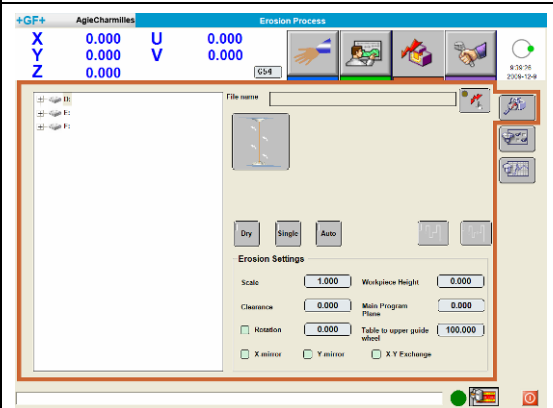 +GF+ AgieCharmilles Erosion Process
X 0.000 U 0.000
Y 0.000 V 0.000
Z 0.000 G54
9:39:26
2009-12-9
D:
E:
F:
File name
Dry Single Auto
Erosion Settings
Scale 1.000 Workpiece Height 0.000
Clearance 0.000 Main Program Plane 0.000
Rotation 0.000 Table to upper guide wheel 100.000
X mirror Y mirror X Y Exchange